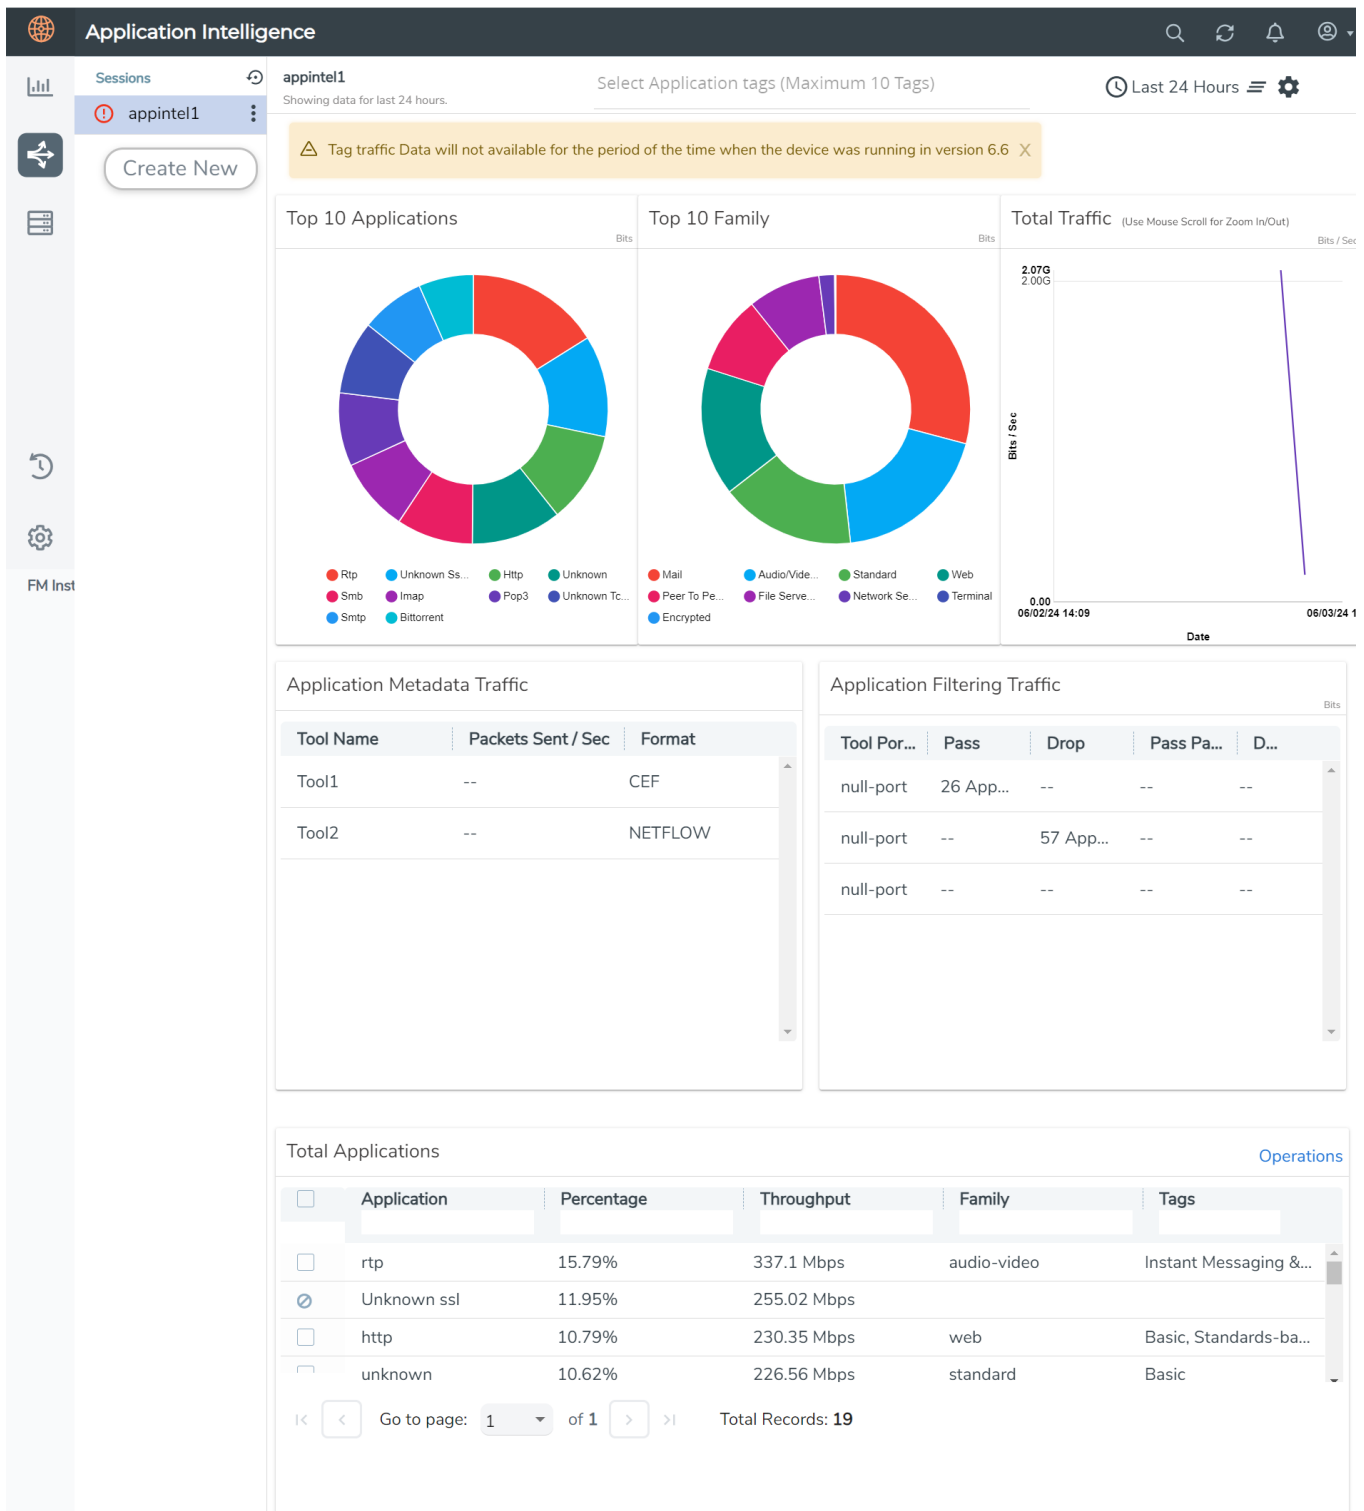 Application Intelligence
Sessions
appintel1
Create New
FM Inst
appintel1
Showing data for last 24 hours.
Select Application tags (Maximum 10 Tags)
Last 24 Hours
Tag traffic Data will not available for the period of the time when the device was running in version 6.6 X
Top 10 Applications
Bits
Rtp Unknown Ss... Http Unknown
Smb Imap Pop3 Unknown Tc...
Smtp Bittorrent
Top 10 Family
Bits
Mail Audio/Vide... Standard Web
Peer To Pe... File Serve... Network Se... Terminal
Encrypted
Total Traffic (Use Mouse Scroll for Zoom In/Out)
Bits / Sec
2.07G
2.00G
Bits / Sec
0.00
06/02/24 14:09 06/03/24 1
Date
Application Metadata Traffic
Tool Name Packets Sent / Sec Format
Tool1 -- CEF
Tool2 -- NETFLOW
Application Filtering Traffic
Bits
Tool Por... Pass Drop Pass Pa... D...
null-port 26 App... -- -- --
null-port -- 57 App... -- --
null-port -- -- -- --
Total Applications
Operations
Application Percentage Throughput Family Tags
rtp 15.79% 337.1 Mbps audio-video Instant Messaging &...
Unknown ssl 11.95% 255.02 Mbps
http 10.79% 230.35 Mbps web Basic, Standards-ba...
unknown 10.62% 226.56 Mbps standard Basic
Go to page: 1 of 1 Total Records: 19